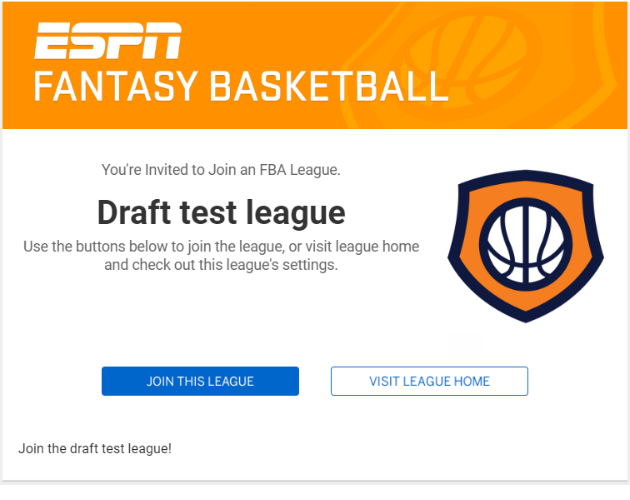 ESPN
FANTASY BASKETBALL
You're Invited to Join an FBA League.
Draft test league
Use the buttons below to join the league, or visit league home
and check out this league's settings.
JOIN THIS LEAGUE
VISIT LEAGUE HOME
Join the draft test league!